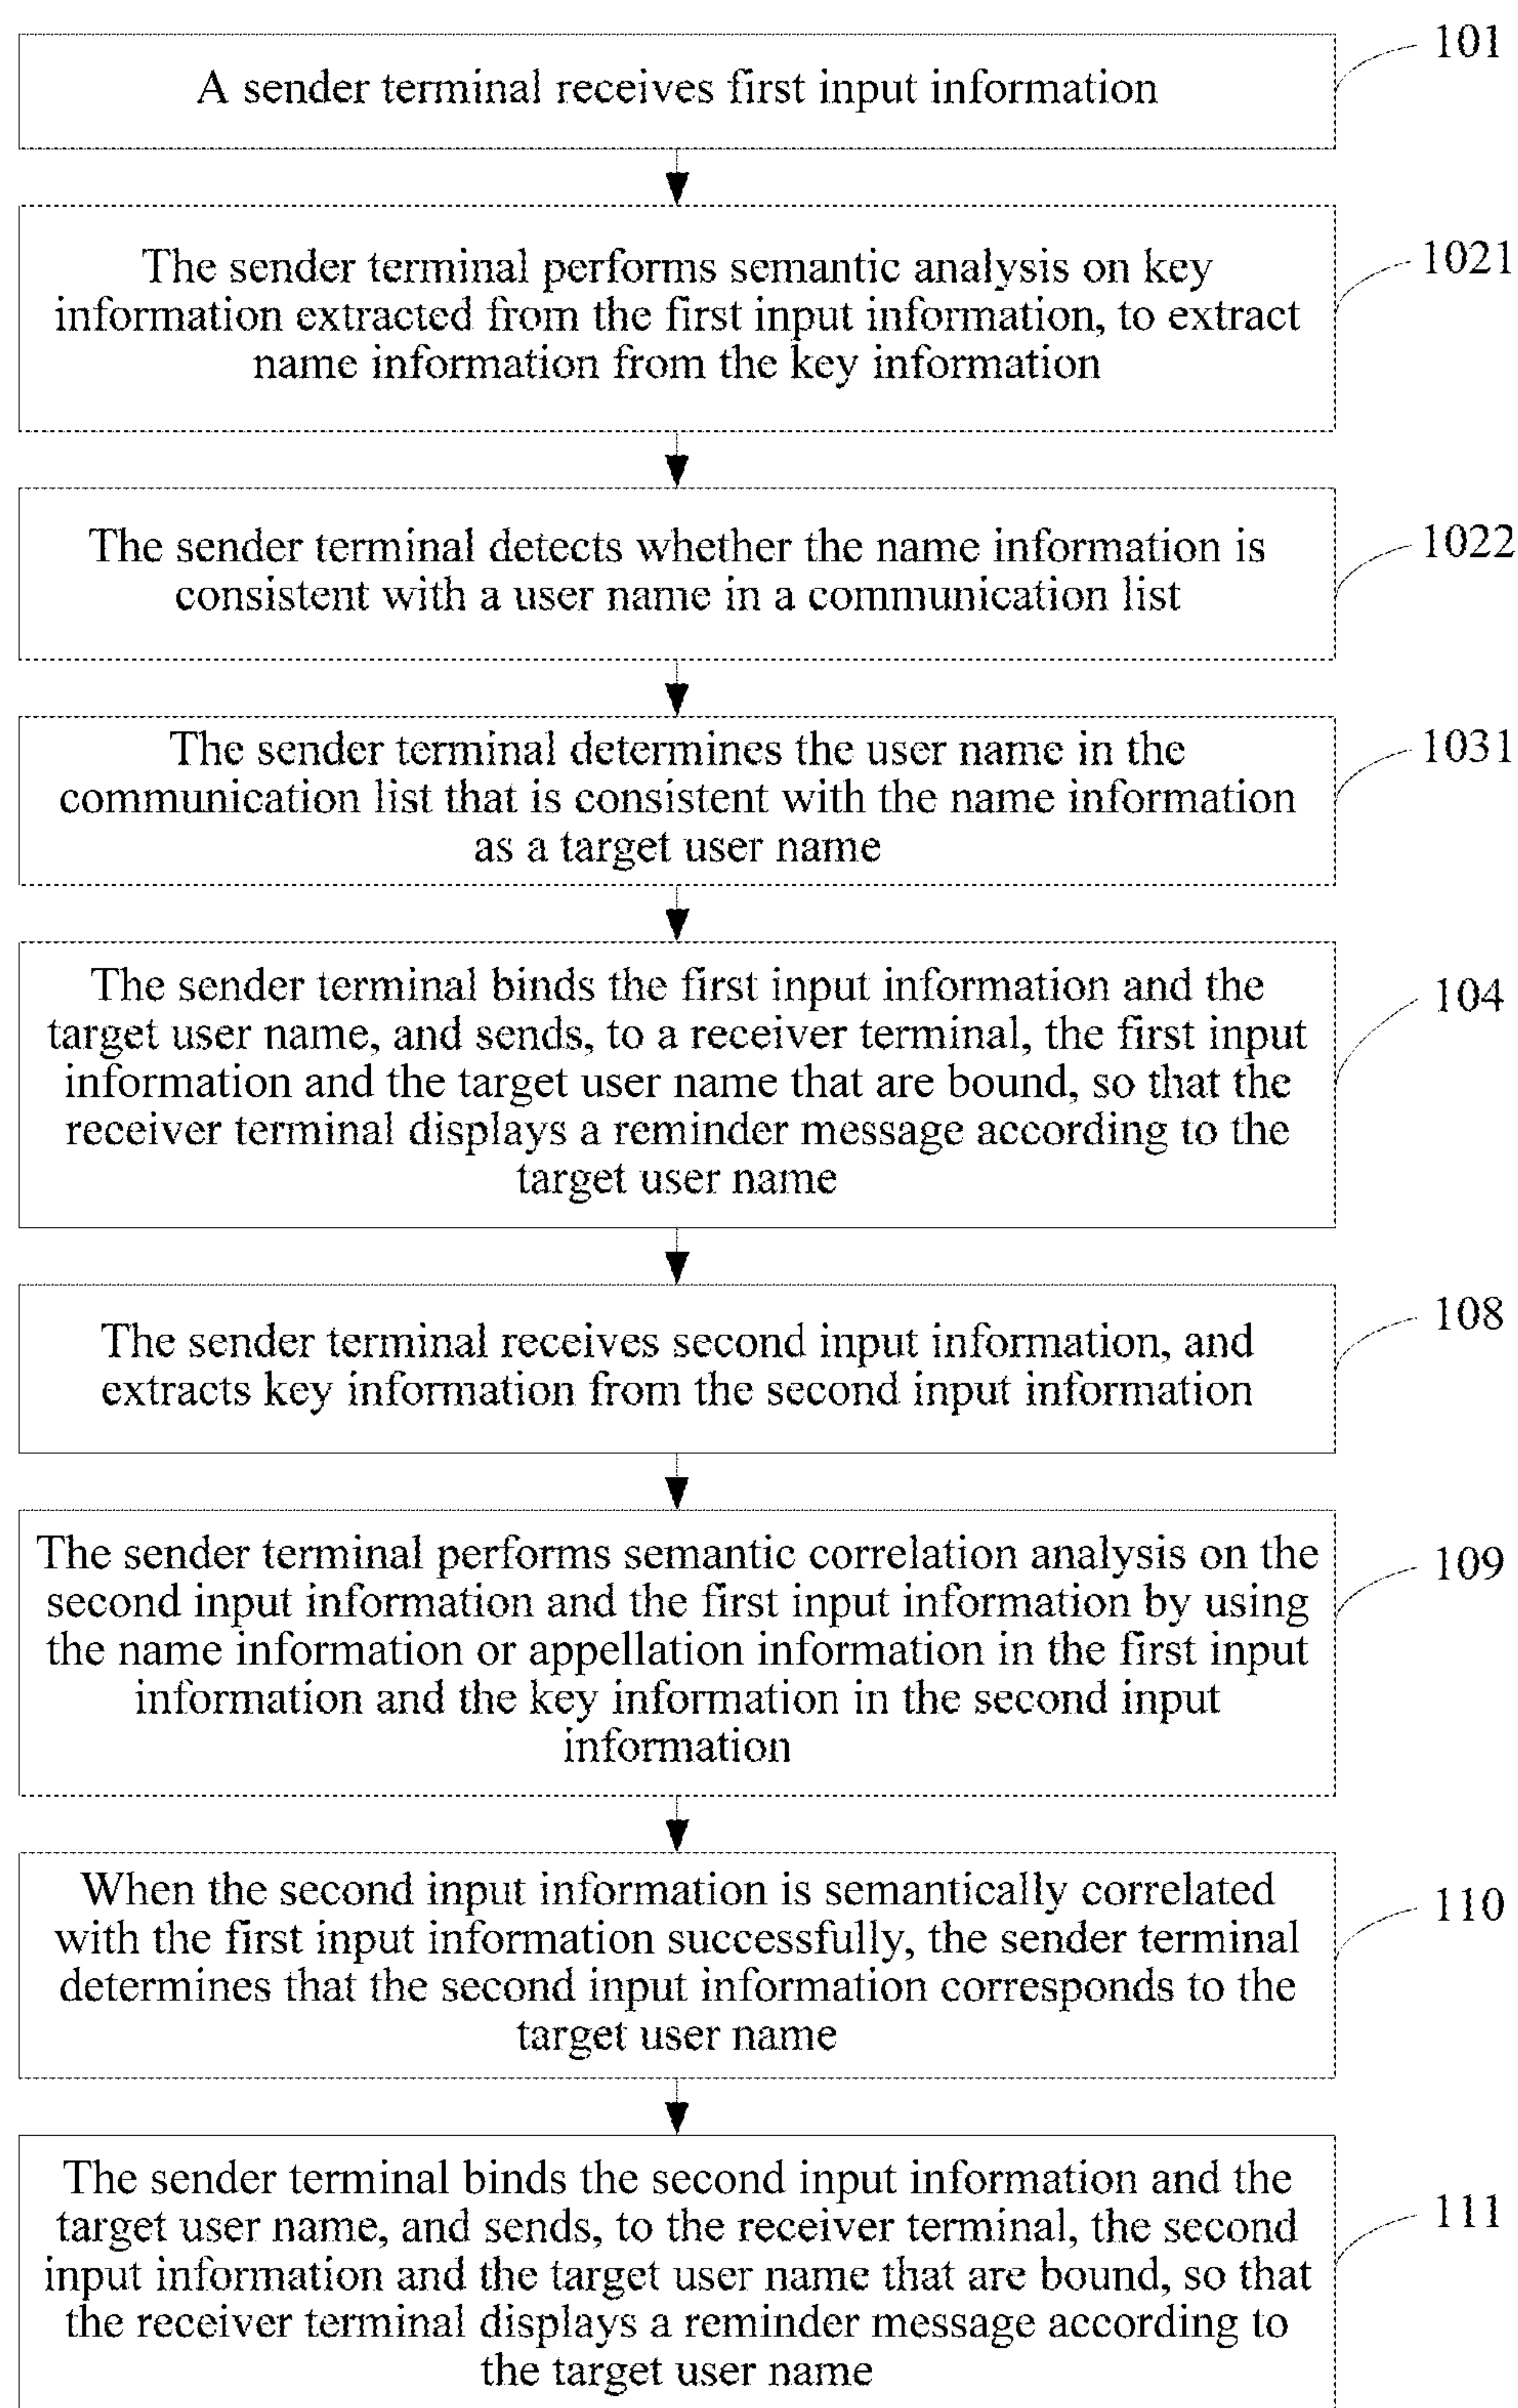 A sender terminal receives first input information
101
The sender terminal performs semantic analysis on key
information extracted from the first input information, to extract
name information from the key information
1021
The sender terminal detects whether the name information is
consistent with a user name in a communication list
1022
The sender terminal determines the user name in the
communication list that is consistent with the name information
as a target user name
1031
The sender terminal binds the first input information and the
target user name, and sends, to a receiver terminal, the first input
information and the target user name that are bound, so that the
receiver terminal displays a reminder message according to the
target user name
104
The sender terminal receives second input information, and
extracts key information from the second input information
108
The sender terminal performs semantic correlation analysis on the
second input information and the first input information by using
the name information or appellation information in the first input
information and the key information in the second input
information
109
When the second input information is semantically correlated
with the first input information successfully, the sender terminal
determines that the second input information corresponds to the
target user name
110
The sender terminal binds the second input information and the
target user name, and sends, to the receiver terminal, the second
input information and the target user name that are bound, so that
the receiver terminal displays a reminder message according to
the target user name
111